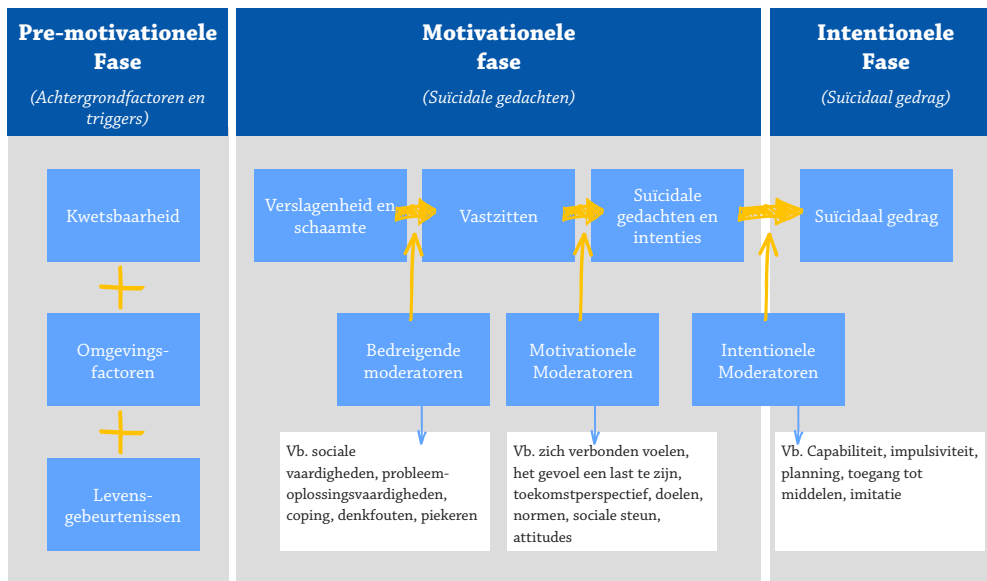 Pre-motivationele
Fase
(Achtergrondfactoren en
triggers)
Motivationele
fase
(Suïcidale gedachten)
Intentionele
Fase
(Suïcidaal gedrag)
Kwetsbaarheid
Omgevings-
factoren
Levens-
gebeurtenissen
Verslagenheid en
schaamte
Vastzitten
Suïcidale
gedachten en
intenties
Suïcidaal gedrag
Bedreigende
moderatoren
Motivationele
Moderatoren
Intentionele
Moderatoren
Vb. sociale
vaardigheden, probleem-
oplossingsvaardigheden,
coping, denkfouten, piekeren
Vb. zich verbonden voelen,
het gevoel een last te zijn,
toekomstperspectief, doelen,
normen, sociale steun,
attitudes
Vb. Capabiliteit, impulsiviteit,
planning, toegang tot
middelen, imitatie